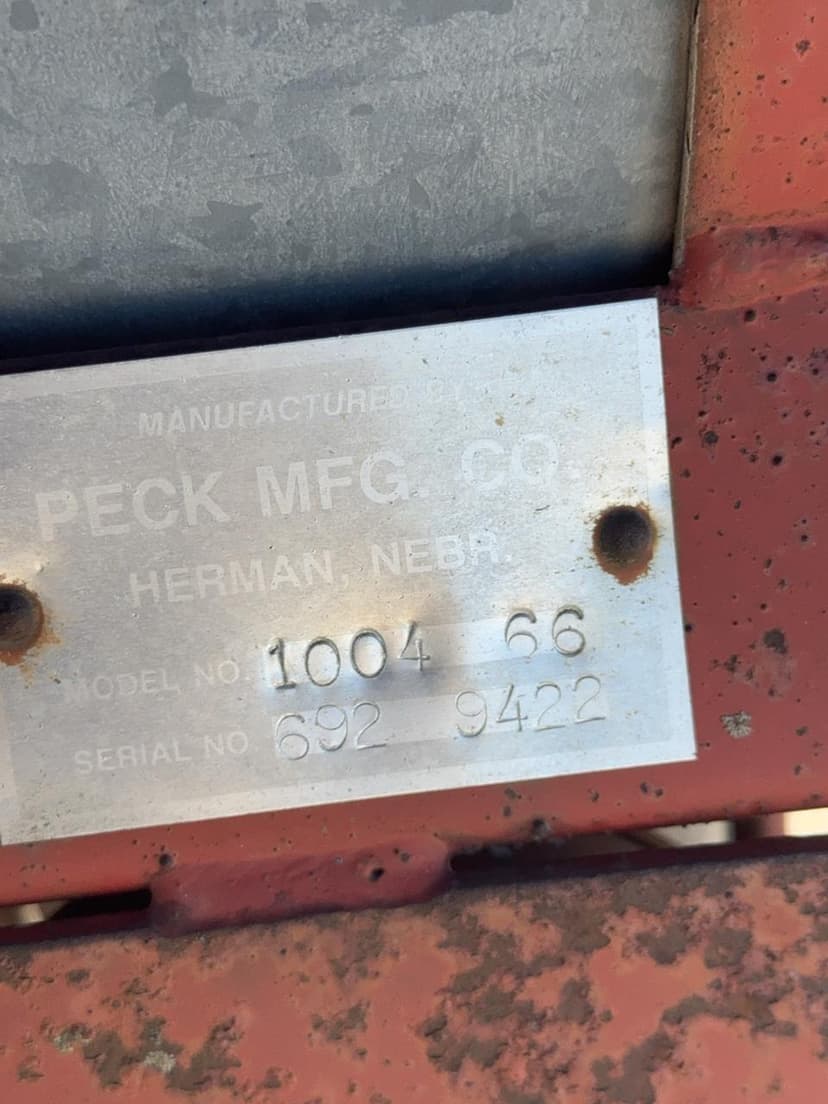 MANUFACTURED BY
PECK MFG. CO.
HERMAN, NEBR.
MODEL NO. 1004 66
SERIAL NO. 692 9422